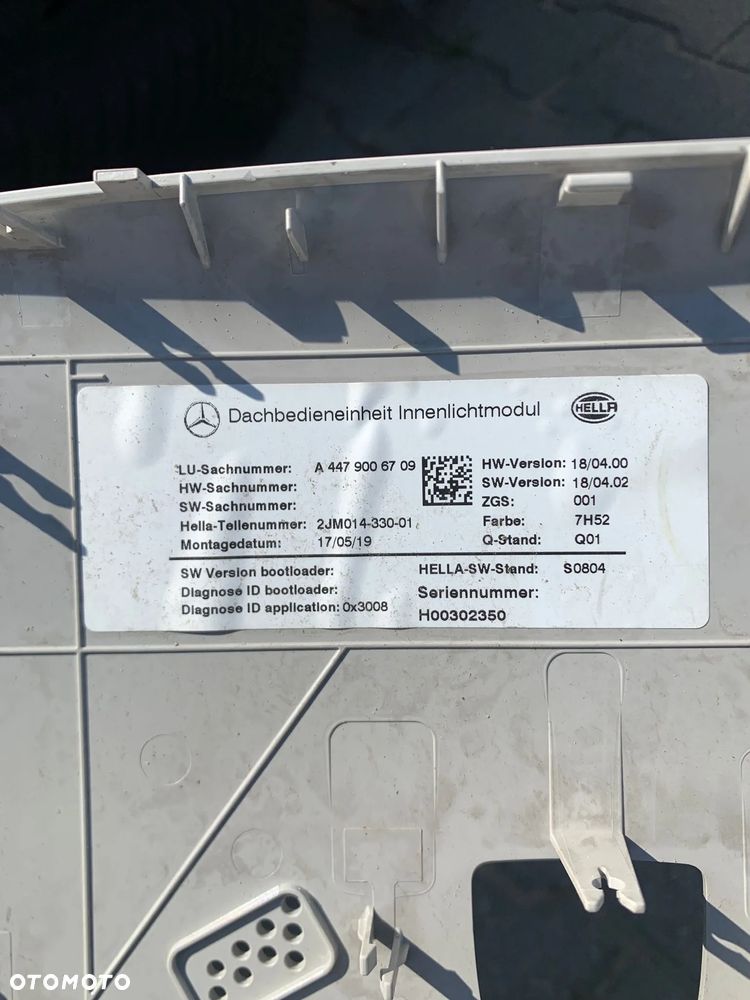 Dachbedieneinheit Innenlichtmodul HELLA
LU-Sachnummer: A 447 900 67 09 HW-Version: 18/04.00
HW-Sachnummer: SW-Version: 18/04.02
SW-Sachnummer: ZGS: 001
Hella-Teilenummer: 2JM014-330-01 Farbe: 7H52
Montagedatum: 17/05/19 Q-Stand: Q01
SW Version bootloader: HELLA-SW-Stand: S0804
Diagnose ID bootloader: Seriennummer:
Diagnose ID application: 0x3008 H00302350
OTOMOTO